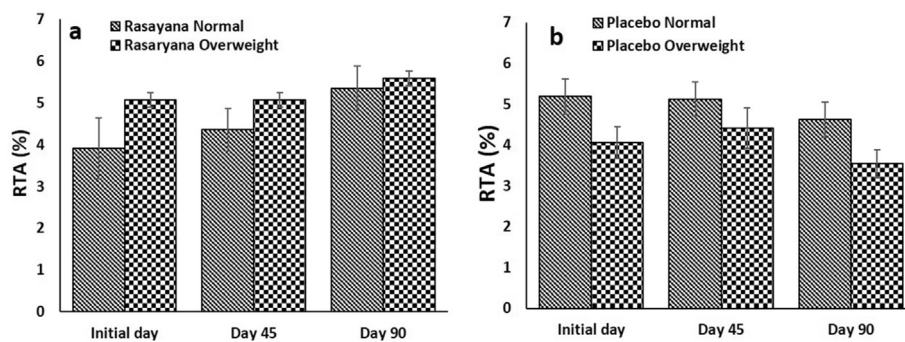 a
Rasayana Normal
Rasaryana Overweight
RTA (%)
7
6
5
4
3
2
1
0
Initial day
Day 45
Day 90
b
Placebo Normal
Placebo Overweight
RTA (%)
7
6
5
4
3
2
1
0
Initial day
Day 45
Day 90